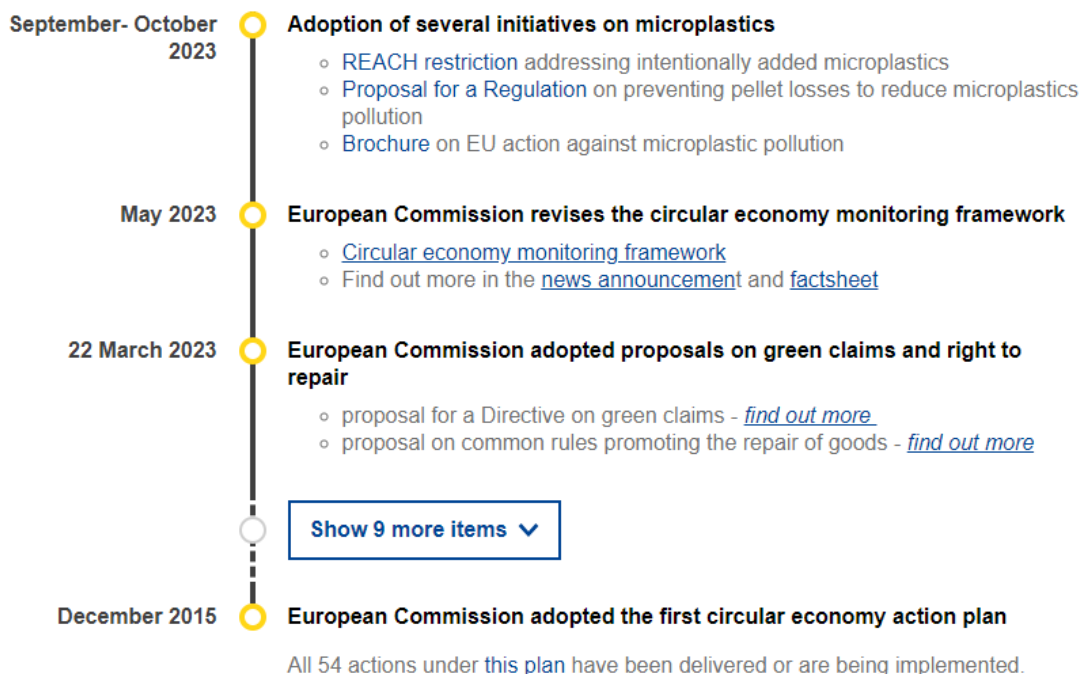 September- October 2023
Adoption of several initiatives on microplastics
REACH restriction addressing intentionally added microplastics
Proposal for a Regulation on preventing pellet losses to reduce microplastics
pollution
Brochure on EU action against microplastic pollution
May 2023
European Commission revises the circular economy monitoring framework
Circular economy monitoring framework
Find out more in the news announcement and factsheet
22 March 2023
European Commission adopted proposals on green claims and right to
repair
proposal for a Directive on green claims - find out more
proposal on common rules promoting the repair of goods - find out more
Show 9 more items
December 2015
European Commission adopted the first circular economy action plan
All 54 actions under this plan have been delivered or are being implemented.